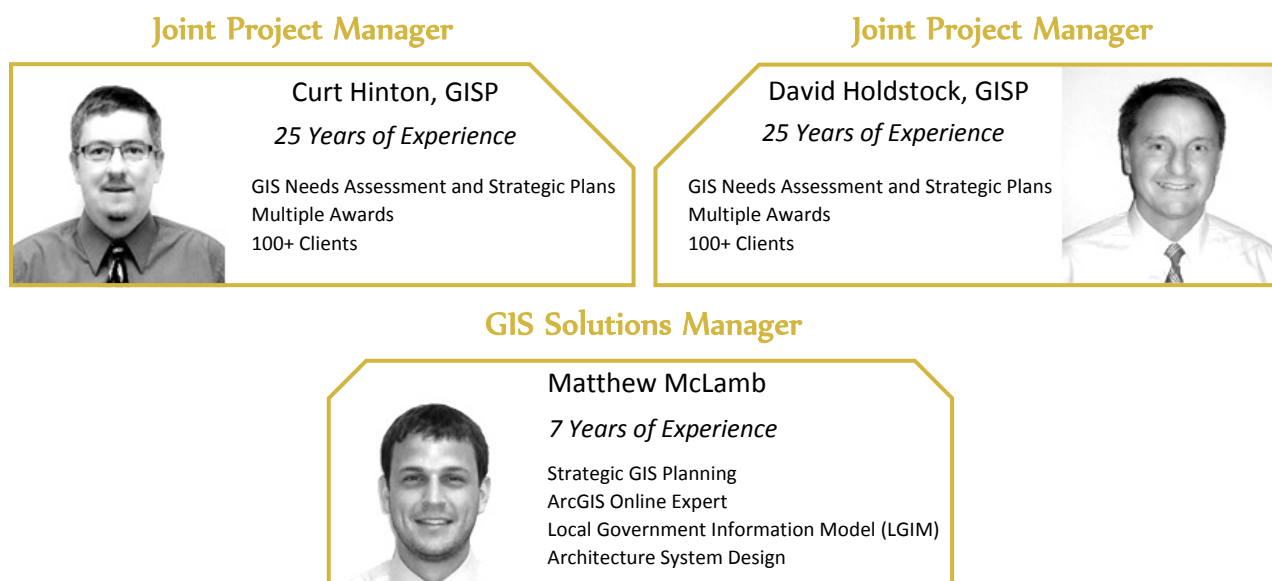 Joint Project Manager
Curt Hinton, GISP
25 Years of Experience
GIS Needs Assessment and Strategic Plans
Multiple Awards
100+ Clients
Joint Project Manager
David Holdstock, GISP
25 Years of Experience
GIS Needs Assessment and Strategic Plans
Multiple Awards
100+ Clients
GIS Solutions Manager
Matthew McLamb
7 Years of Experience
Strategic GIS Planning
ArcGIS Online Expert
Local Government Information Model (LGIM)
Architecture System Design